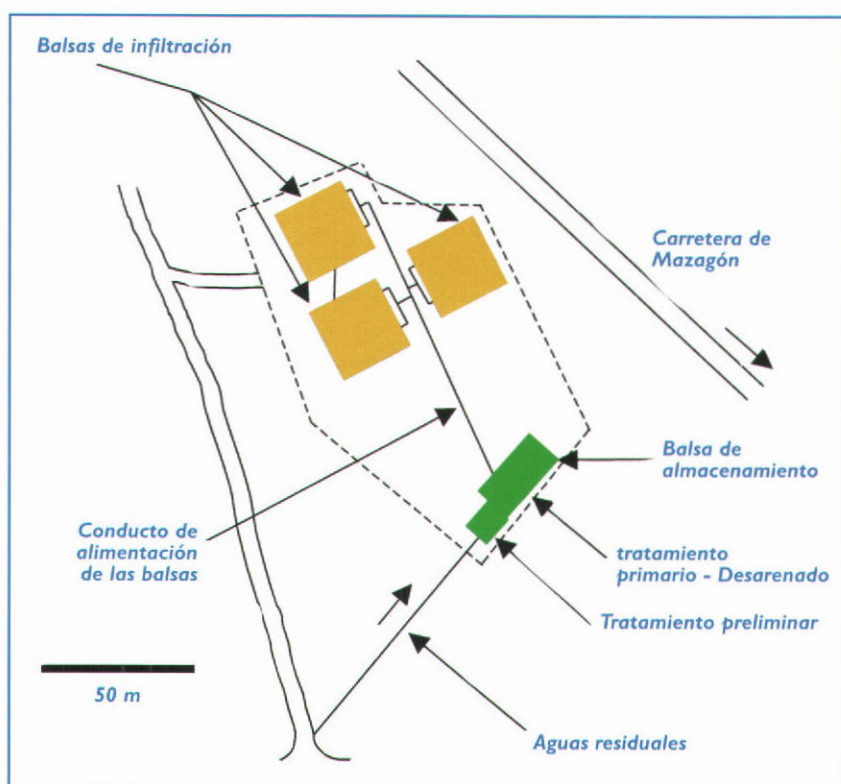 Balsas de infiltración
Carretera de
Mazagón
Balsa de
almacenamiento
Conducto de
alimentación
de las balsas
tratamiento
primario - Desarenado
Tratamiento preliminar
50 m
Aguas residuales